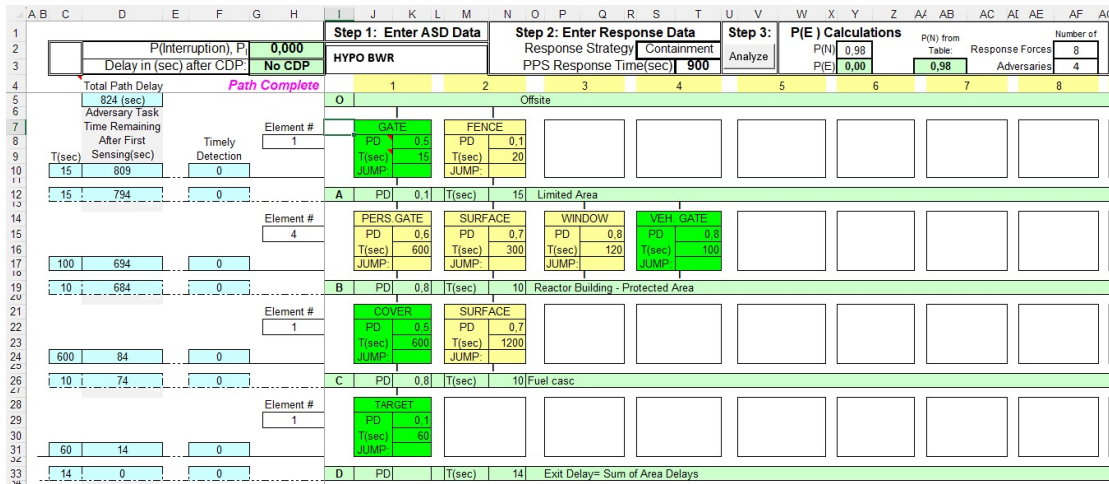 A B C D E F G H I J K L M N O P Q R S T U V W X Y Z AA AB AC AD AE AF
1 Step 1: Enter ASD Data Step 2: Enter Response Data Step 3: P(E ) Calculations P(N) from Number of
2 P(Interruption), PI 0,000 HYPO BWR Response Strategy Containment Analyze P(N) 0,98 Table: Response Forces 8
3 Delay in (sec) after CDP: No CDP PPS Response Time(sec) 900 P(E) 0,00 0,98 Adversaries 4
4 Total Path Delay Path Complete 1 2 3 4 5 6 7 8
5 824 (sec) O Offsite
6 Adversary Task
7 Time Remaining Element # GATE FENCE
8 After First Timely 1 PD 0,5 PD 0,1
9 T(sec) Sensing(sec) Detection T(sec) 15 T(sec) 20
10 15 809 0 JUMP: JUMP:
11
12 15 794 0 A PD 0,1 T(sec) 15 Limited Area
13
14 Element # PERS.GATE SURFACE WINDOW VEH. GATE
15 4 PD 0,6 PD 0,7 PD 0,8 PD 0,8
16 T(sec) 600 T(sec) 300 T(sec) 120 T(sec) 100
17 100 694 0 JUMP: JUMP: JUMP: JUMP:
18
19 10 684 0 B PD 0,8 T(sec) 10 Reactor Building - Protected Area
20
21 Element # COVER SURFACE
22 1 PD 0,5 PD 0,7
23 T(sec) 600 T(sec) 1200
24 600 84 0 JUMP: JUMP:
25
26 10 74 0 C PD 0,8 T(sec) 10 Fuel casc
27
28 Element # TARGET
29 1 PD 0,1
30 T(sec) 60
31 60 14 0 JUMP:
32
33 14 0 0 D PD T(sec) 14 Exit Delay= Sum of Area Delays